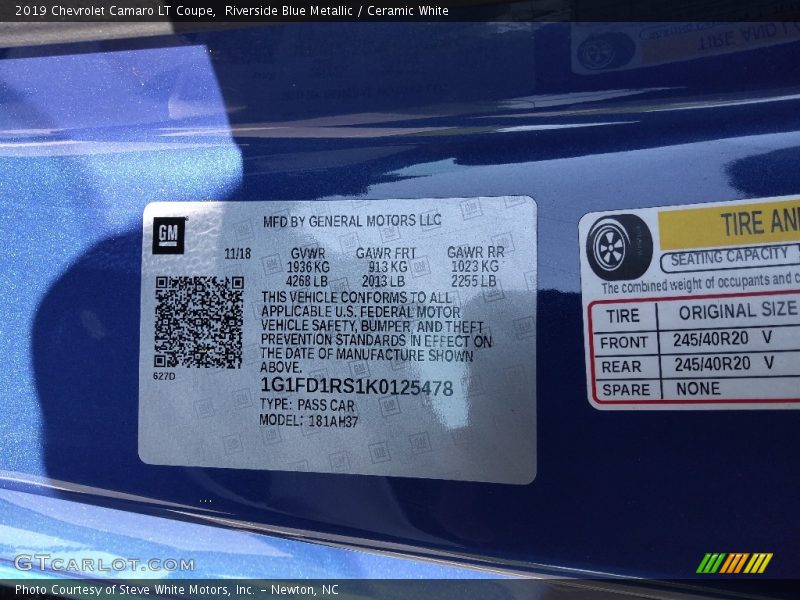 2019 Chevrolet Camaro LT Coupe, Riverside Blue Metallic / Ceramic White
GM
MFD BY GENERAL MOTORS LLC
11/18 GVWR GAWR FRT GAWR RR
1936 KG 913 KG 1023 KG
4268 LB 2013 LB 2255 LB
THIS VEHICLE CONFORMS TO ALL
APPLICABLE U.S. FEDERAL MOTOR
VEHICLE SAFETY, BUMPER, AND THEFT
PREVENTION STANDARDS IN EFFECT ON
THE DATE OF MANUFACTURE SHOWN
ABOVE.
627D
1G1FD1RS1K0125478
TYPE: PASS CAR
MODEL: 181AH37
TIRE AN
SEATING CAPACITY
The combined weight of occupants and c
TIRE ORIGINAL SIZE
FRONT 245/40R20 V
REAR 245/40R20 V
SPARE NONE
GTcarlot.com
Photo Courtesy of Steve White Motors, Inc. – Newton, NC